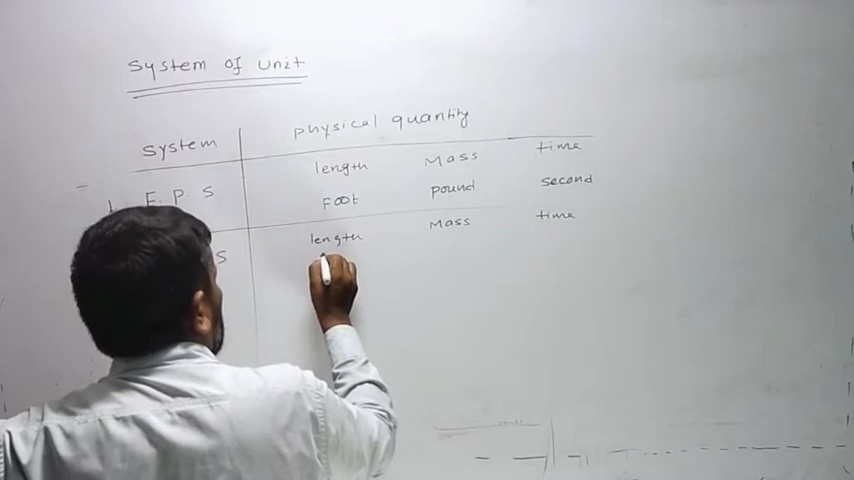 System of Unit
System physical quantity
length Mass time
F. P. S Foot pound second
S length Mass time